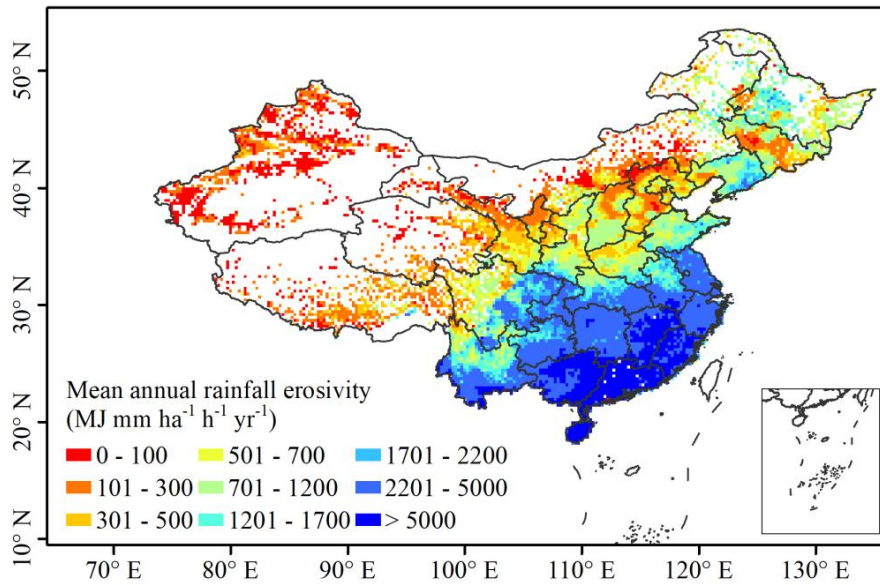 50° N
40° N
30° N
20° N
10° N
Mean annual rainfall erosivity
(MJ mm ha⁻¹ h⁻¹ yr⁻¹)
0 - 100
501 - 700
1701 - 2200
101 - 300
701 - 1200
2201 - 5000
301 - 500
1201 - 1700
> 5000
70° E
80° E
90° E
100° E
110° E
120° E
130° E